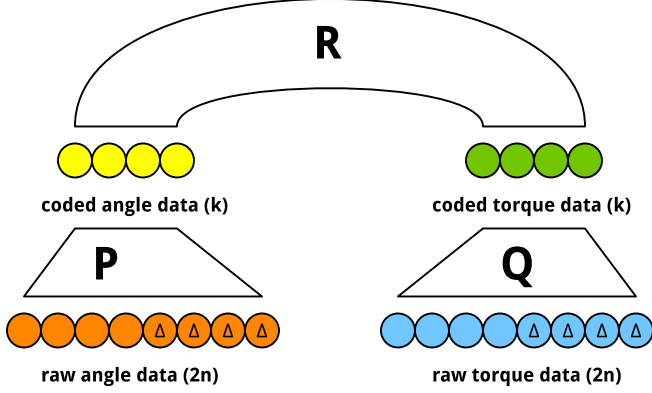 R
coded angle data (k)
coded torque data (k)
P
Q
Δ Δ Δ Δ
Δ Δ Δ Δ
raw angle data (2n)
raw torque data (2n)